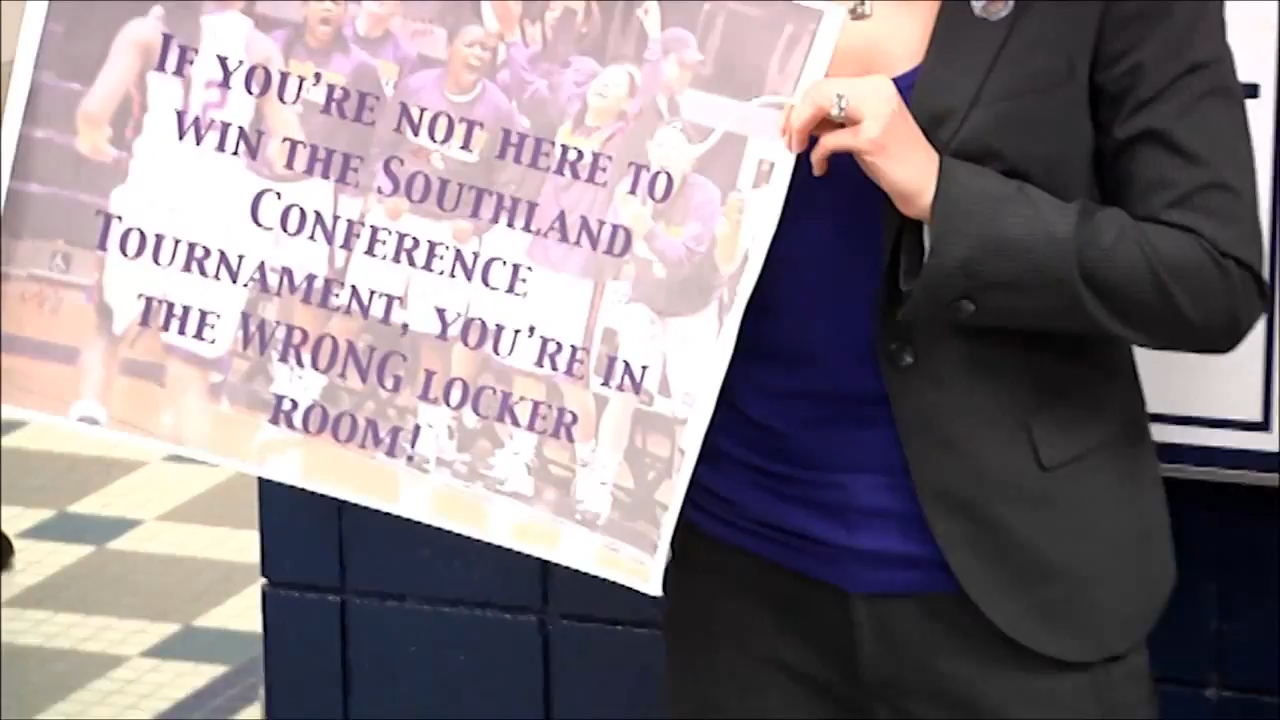 If you're not here to
win the Southland
Conference
Tournament, you're in
the wrong locker
room!